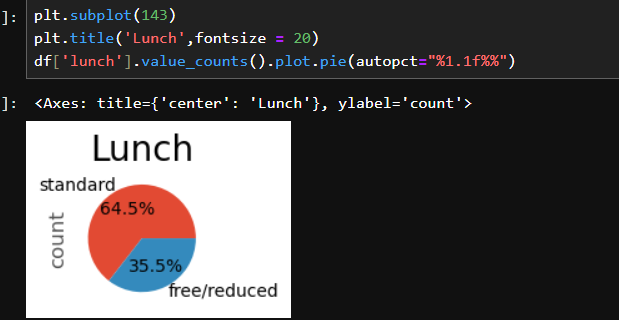 ]:
plt.subplot(143)
plt.title('Lunch',fontsize = 20)
df['lunch'].value_counts().plot.pie(autopct="%1.1f%%")
]: <Axes: title={'center': 'Lunch'}, ylabel='count'>
Lunch
standard
64.5%
count
35.5%
free/reduced